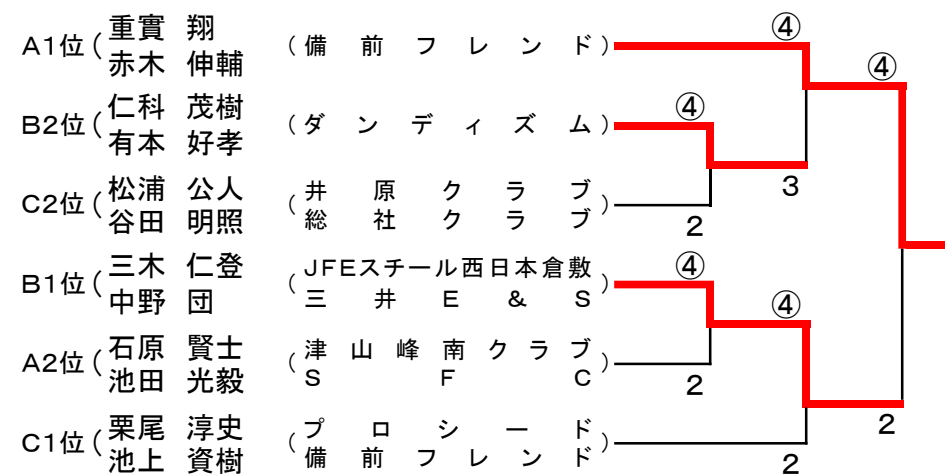 A1位(重實 翔 (備前フレンド) ④
赤木 伸輔 ④
B2位(仁科 茂樹 (ダンディズム) ④
有本 好孝
3
C2位(松浦 公人 (井原クラブ)
谷田 明照 総社クラブ 2
B1位(三木 仁登 (JFEスチール西日本倉敷) ④
中野 団 三井E&S ④
A2位(石原 賢士 (津山峰南クラブ)
池田 光毅 SFC 2
2
C1位(栗尾 淳史 (プロシード)
池上 資樹 備前フレンド 2